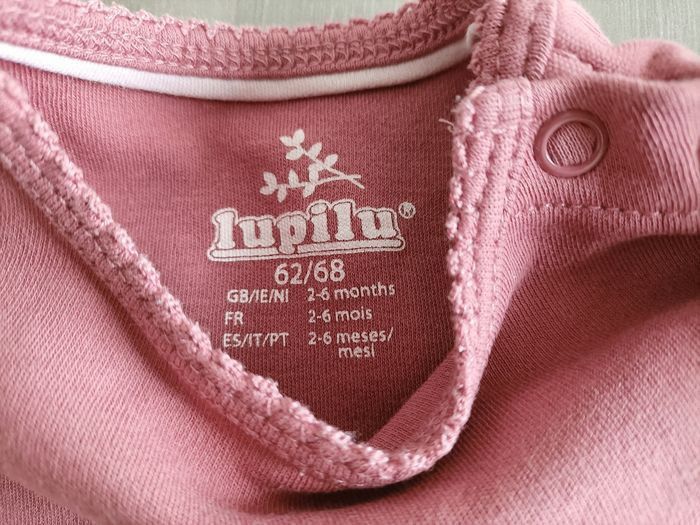 lupilu®
62/68
GB/IE/NI 2-6 months
FR 2-6 mois
ES/IT/PT 2-6 meses/
mesi